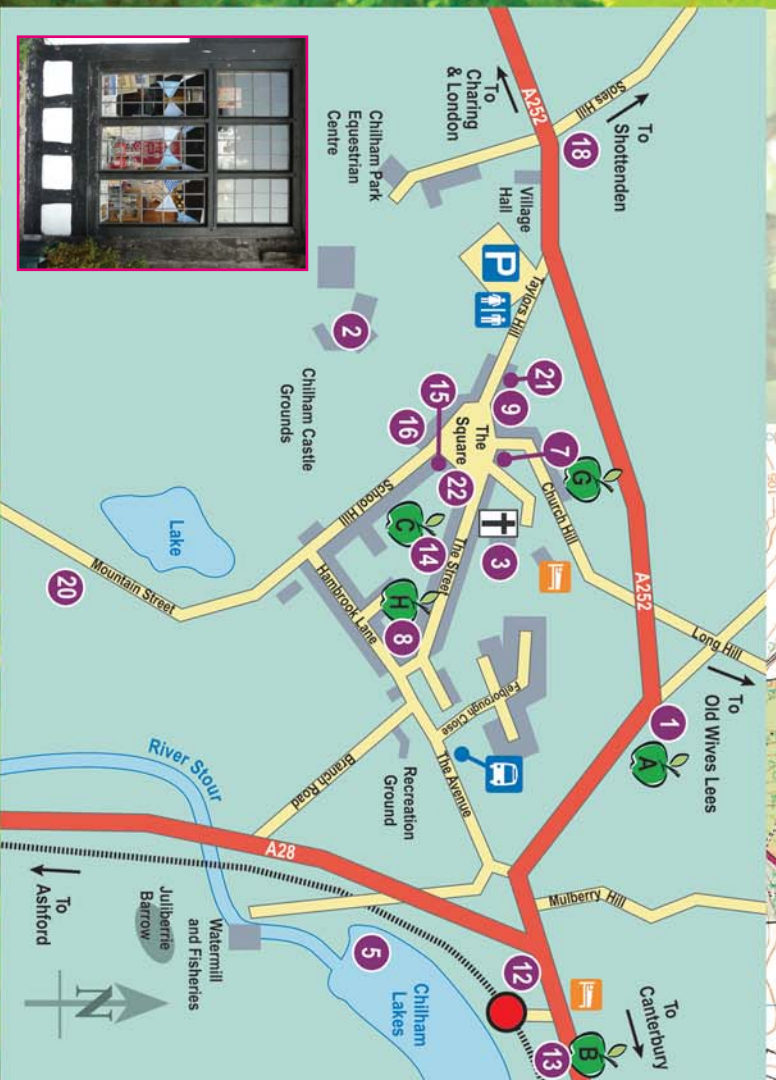 To
Shottenden
Soles Hill
18
A252
To
Charing
& London
Village
Hall
Chilham Park
Equestrian
Centre
P
Taylors Hill
2
Chilham Castle
Grounds
21
9
15
16
The
Square
7
22
G
Church Hill
A252
Long Hill
To
Old Wives Lees
1
A
3
The Street
C
14
H
8
School Hill
Hambrook Lane
Lake
Mountain Street
20
Felborough Close
The Avenue
Recreation
Ground
Branch Road
River Stour
A28
To
Ashford
Juliberrie
Barrow
Watermill
and Fisheries
N
Mulberry Hill
5
Chilham
Lakes
12
13
B
To
Canterbury